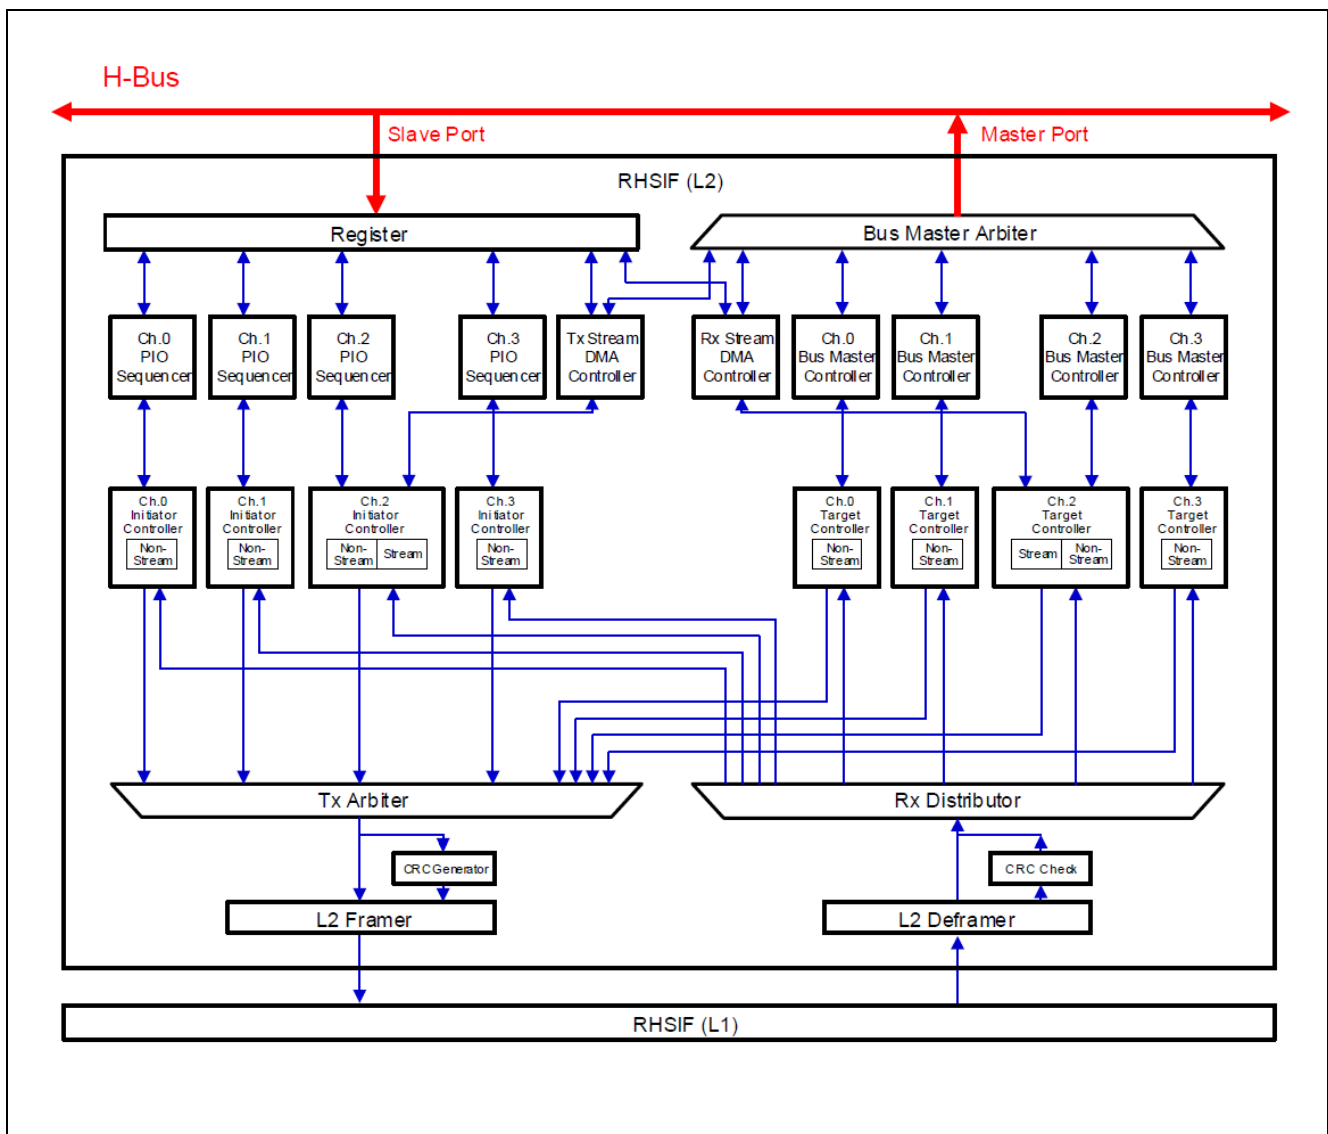 H-Bus
Slave Port
Master Port
RHSIF (L2)
Register
Bus Master Arbiter
Ch.0
PIO
Sequencer
Ch.1
PIO
Sequencer
Ch.2
PIO
Sequencer
Ch.3
PIO
Sequencer
Tx Stream
DMA
Controller
Rx Stream
DMA
Controller
Ch.0
Bus Master
Controller
Ch.1
Bus Master
Controller
Ch.2
Bus Master
Controller
Ch.3
Bus Master
Controller
Ch.0
Initiator
Controller
Non-
Stream
Ch.1
Initiator
Controller
Non-
Stream
Ch.2
Initiator
Controller
Non-
Stream
Stream
Ch.3
Initiator
Controller
Non-
Stream
Ch.0
Target
Controller
Non-
Stream
Ch.1
Target
Controller
Non-
Stream
Ch.2
Target
Controller
Stream
Non-
Stream
Ch.3
Target
Controller
Non-
Stream
Tx Arbiter
Rx Distributor
CRC Generator
CRC Check
L2 Framer
L2 Deframer
RHSIF (L1)